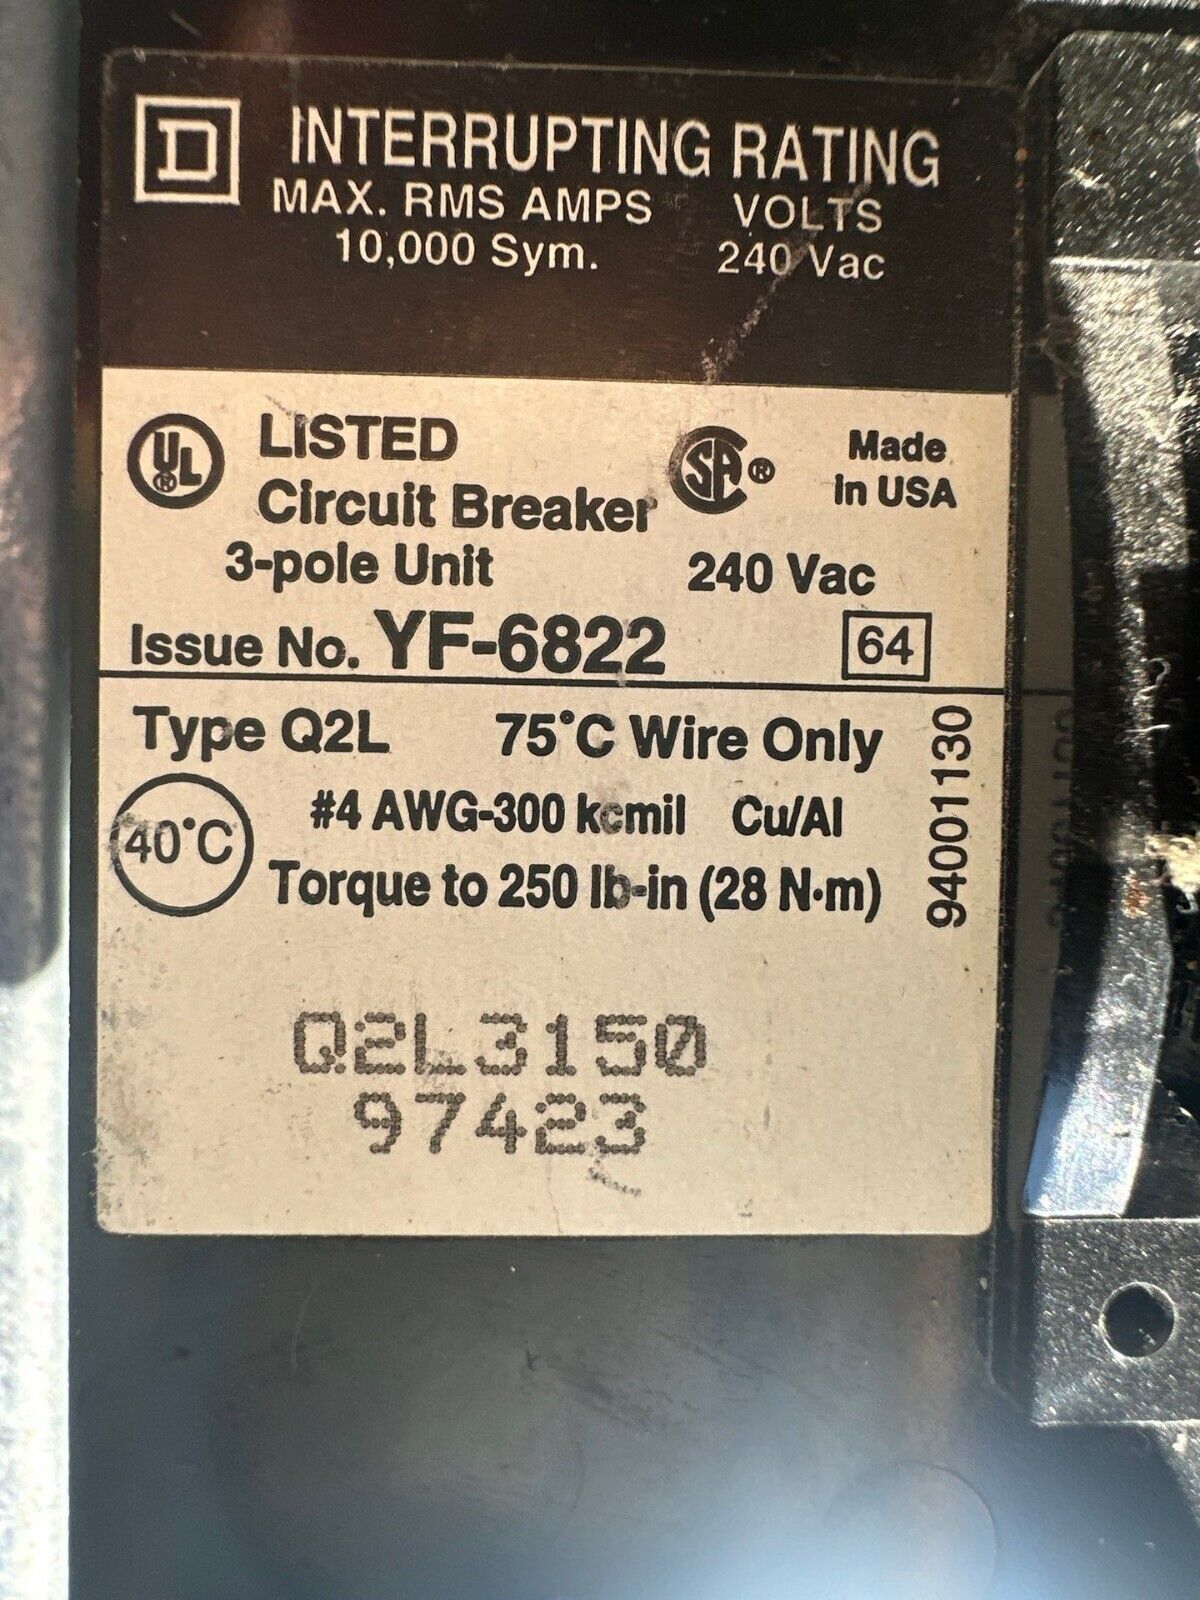 D INTERRUPTING RATING
MAX. RMS AMPS VOLTS
10,000 Sym. 240 Vac
UL® LISTED SA® Made
Circuit Breaker in USA
3-pole Unit 240 Vac
Issue No. YF-6822 64
Type Q2L 75°C Wire Only
40°C #4 AWG-300 kcmil Cu/Al
Torque to 250 lb-in (28 N·m)
94001130
Q2L3150
97423